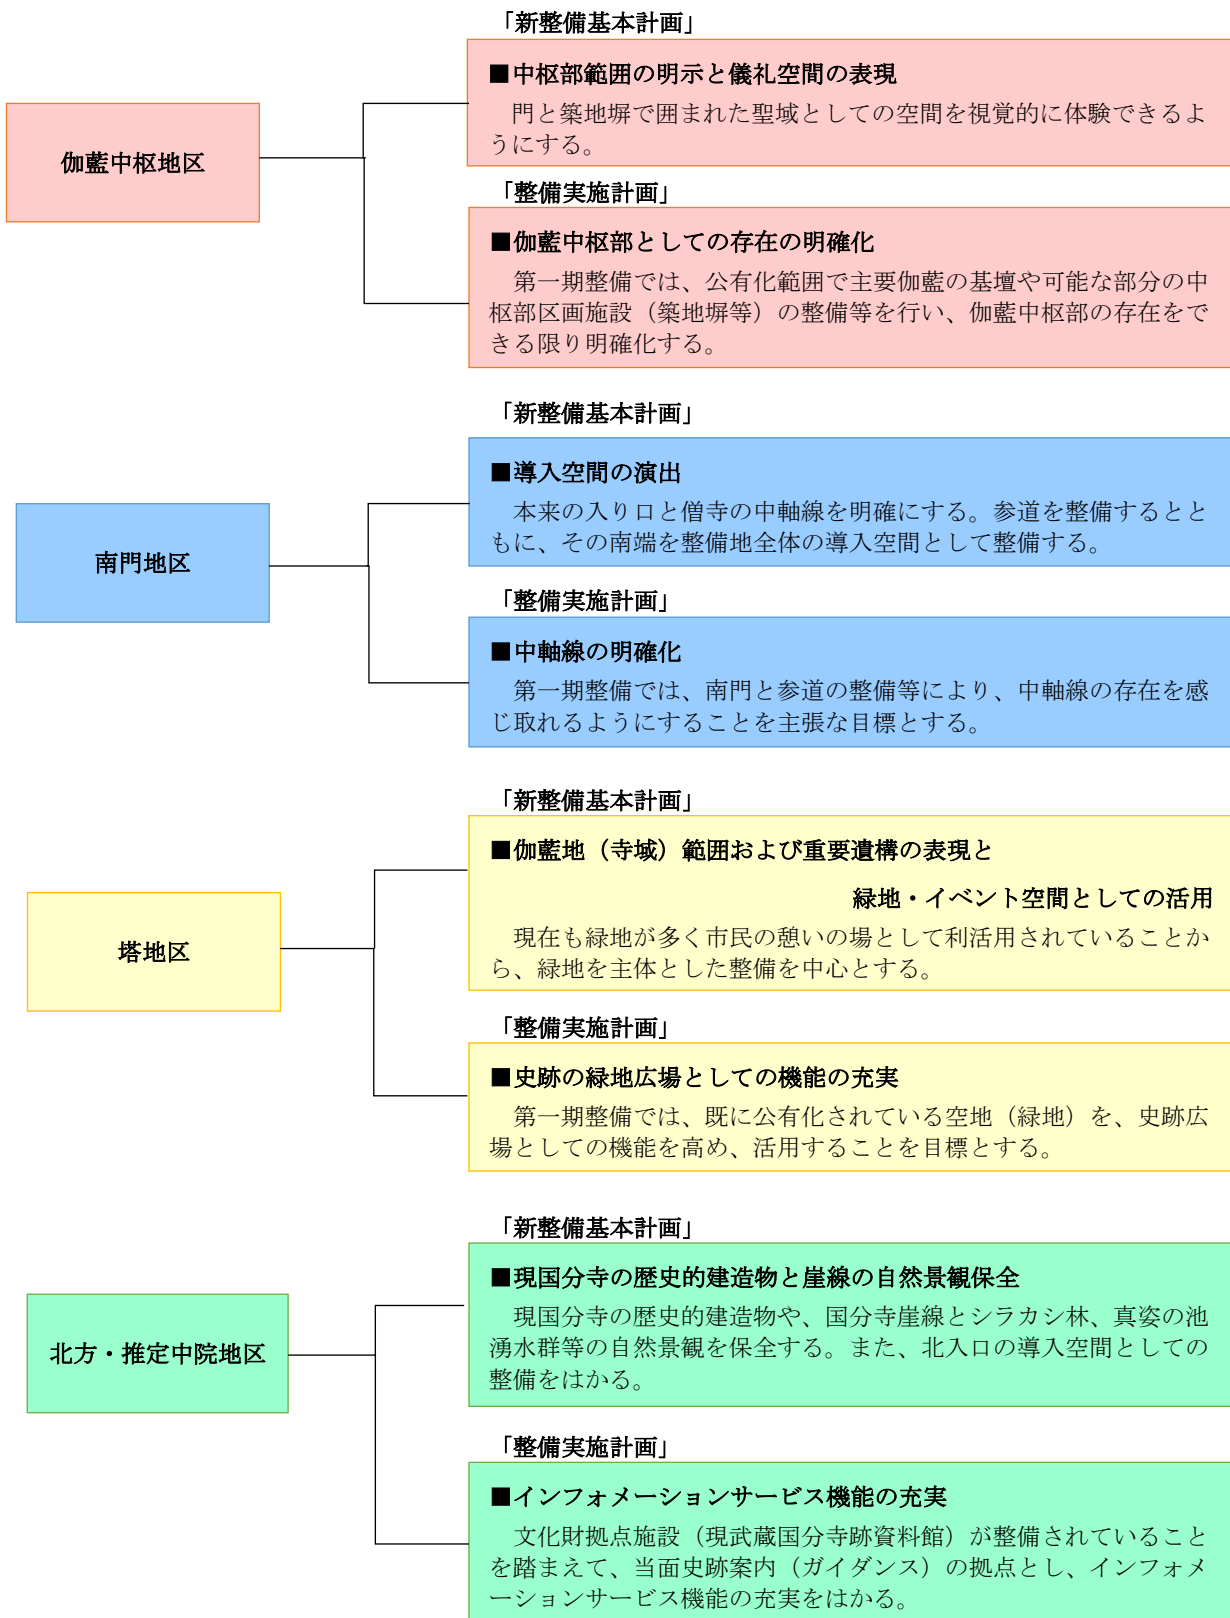 「新整備基本計画」
■中枢部範囲の明示と儀礼空間の表現
門と築地塀で囲まれた聖域としての空間を視覚的に体験できるよ
うにする。
伽藍中枢地区
「整備実施計画」
■伽藍中枢部としての存在の明確化
第一期整備では、公有化範囲で主要伽藍の基壇や可能な部分の中
枢部区画施設（築地塀等）の整備等を行い、伽藍中枢部の存在をで
きる限り明確化する。
「新整備基本計画」
■導入空間の演出
本来の入り口と僧寺の中軸線を明確にする。参道を整備するとと
もに、その南端を整備地全体の導入空間として整備する。
南門地区
「整備実施計画」
■中軸線の明確化
第一期整備では、南門と参道の整備等により、中軸線の存在を感
じ取れるようにすることを主張な目標とする。
「新整備基本計画」
■伽藍地（寺域）範囲および重要遺構の表現と
緑地・イベント空間としての活用
現在も緑地が多く市民の憩いの場として利活用されていることか
ら、緑地を主体とした整備を中心とする。
塔地区
「整備実施計画」
■史跡の緑地広場としての機能の充実
第一期整備では、既に公有化されている空地（緑地）を、史跡広
場としての機能を高め、活用することを目標とする。
「新整備基本計画」
■現国分寺の歴史的建造物と崖線の自然景観保全
現国分寺の歴史的建造物や、国分寺崖線とシラカシ林、真姿の池
湧水群等の自然景観を保全する。また、北入口の導入空間としての
整備をはかる。
北方・推定中院地区
「整備実施計画」
■インフォメーションサービス機能の充実
文化財拠点施設（現武蔵国分寺跡資料館）が整備されていること
を踏まえて、当面史跡案内（ガイダンス）の拠点とし、インフォメ
ーションサービス機能の充実をはかる。